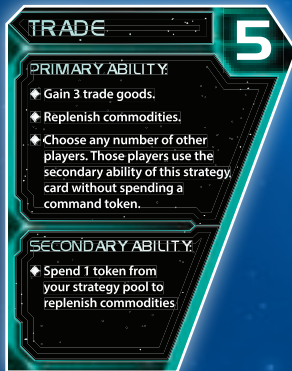 TRADE
5
PRIMARY ABILITY:
Gain 3 trade goods.
Replenish commodities.
Choose any number of other
players. Those players use the
secondary ability of this strategy
card without spending a
command token.
SECONDARY ABILITY:
Spend 1 token from
your strategy pool to
replenish commodities